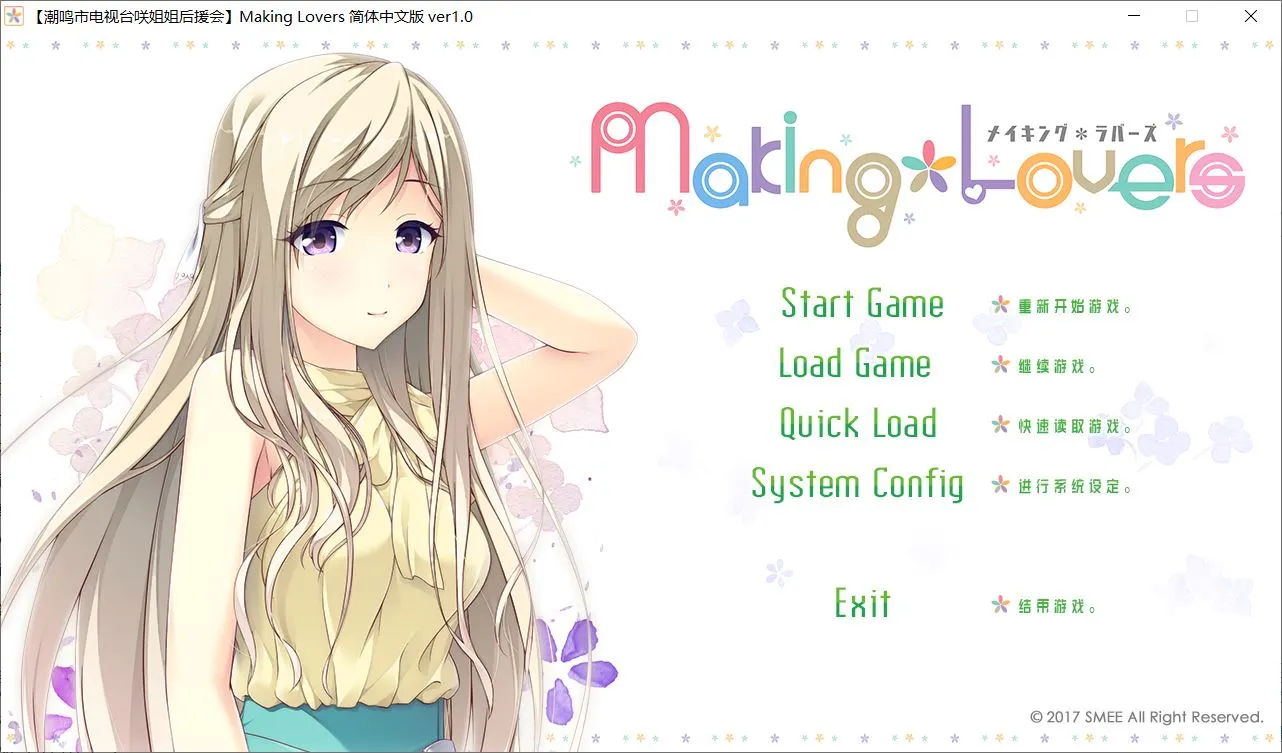 【潮鸣市电视台咲姐姐后援会】Making Lovers 简体中文版 ver1.0
メイキング*ラバーズ
Making*Lovers
Start Game 重新开始游戏。
Load Game 继续游戏。
Quick Load 快速读取游戏。
System Config 进行系统设定。
Exit 结束游戏。
© 2017 SMEE All Right Reserved.